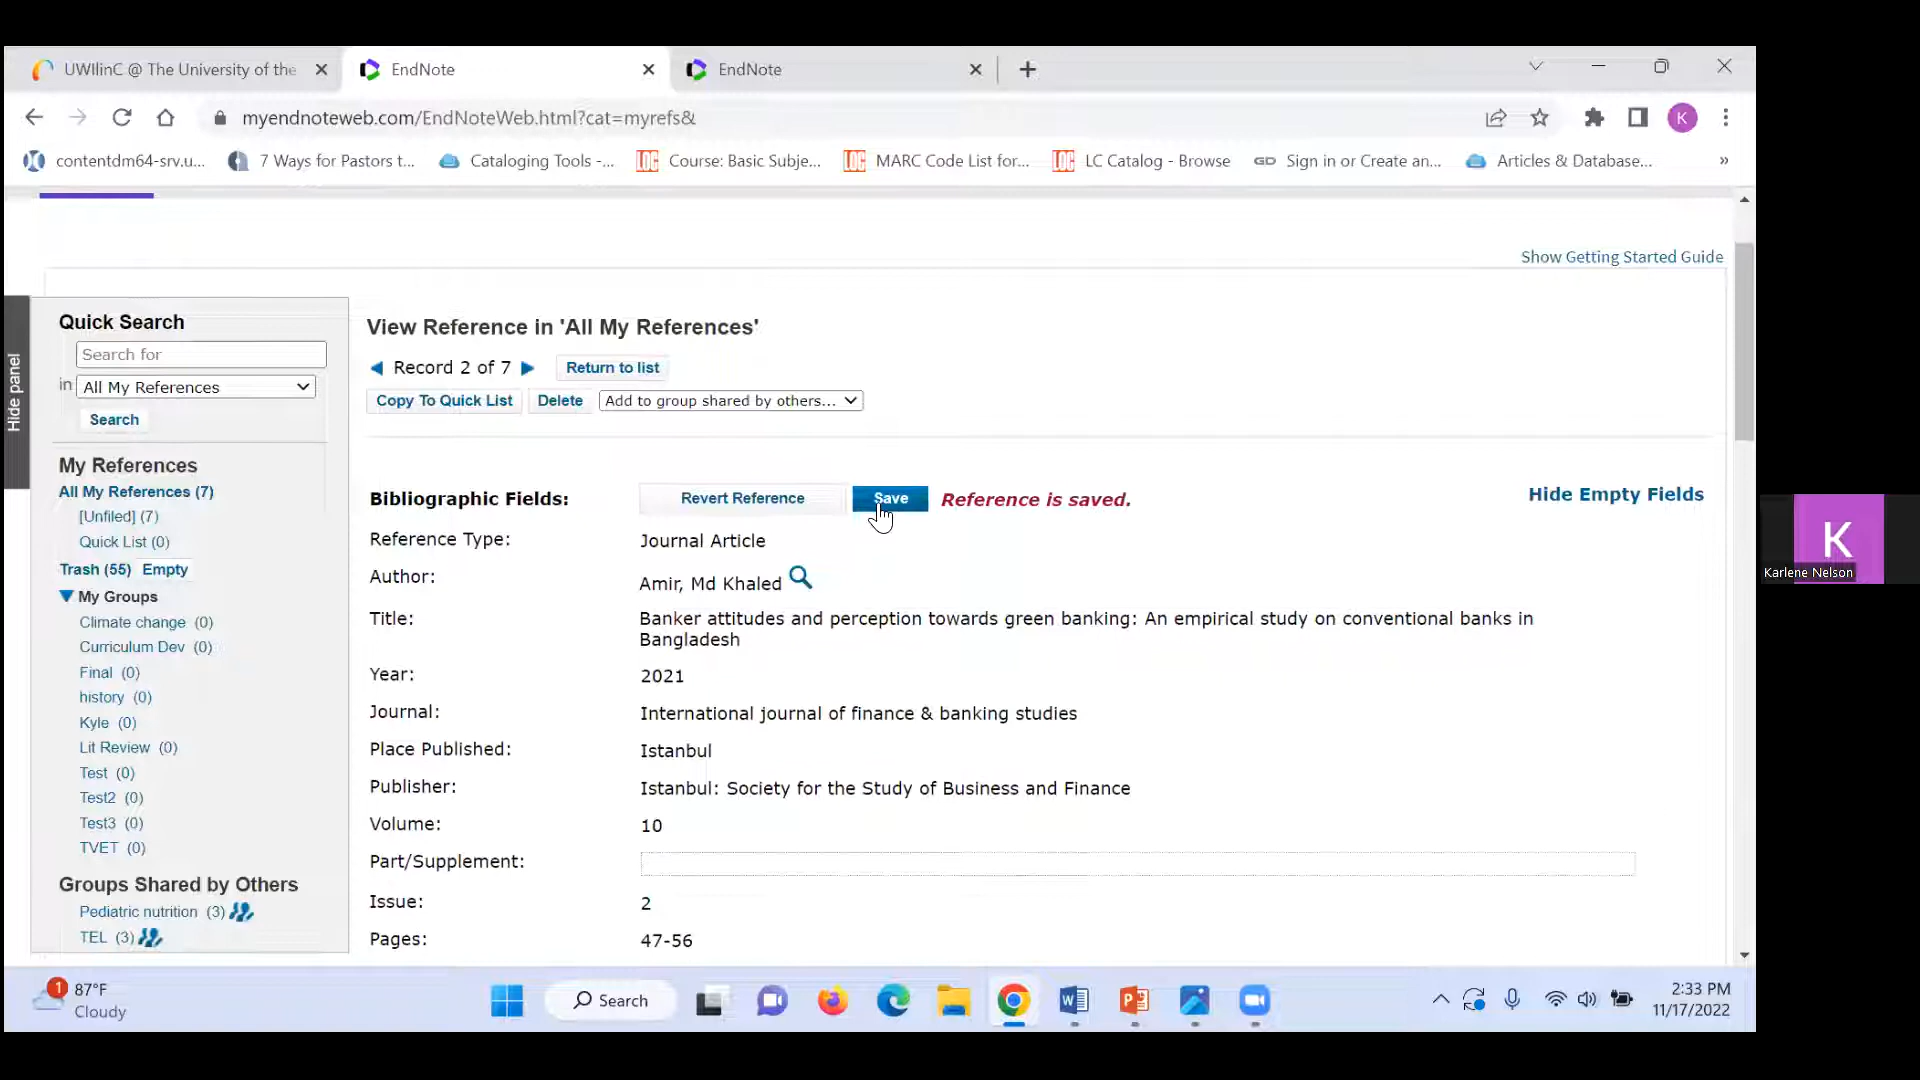 UWIlinC @ The University of the
EndNote
EndNote
myendnoteweb.com/EndNoteWeb.html?cat=myrefs&
K
contentdm64-srv.u...
7 Ways for Pastors t...
Cataloging Tools -...
Course: Basic Subje...
MARC Code List for...
LC Catalog - Browse
Sign in or Create an...
Articles & Database...
»
Show Getting Started Guide
Hide panel
Quick Search
Search for
in All My References
Search
My References
All My References (7)
[Unfiled] (7)
Quick List (0)
Trash (55) Empty
My Groups
Climate change (0)
Curriculum Dev (0)
Final (0)
history (0)
Kyle (0)
Lit Review (0)
Test (0)
Test2 (0)
Test3 (0)
TVET (0)
Groups Shared by Others
Pediatric nutrition (3)
TEL (3)
View Reference in 'All My References'
Record 2 of 7 Return to list
Copy To Quick List Delete Add to group shared by others...
Bibliographic Fields: Revert Reference Save Reference is saved. Hide Empty Fields
Reference Type: Journal Article
Author: Amir, Md Khaled
Title: Banker attitudes and perception towards green banking: An empirical study on conventional banks in
Bangladesh
Year: 2021
Journal: International journal of finance & banking studies
Place Published: Istanbul
Publisher: Istanbul: Society for the Study of Business and Finance
Volume: 10
Part/Supplement:
Issue: 2
Pages: 47-56
K
Karlene Nelson
1
87°F
Cloudy
Search
2:33 PM
11/17/2022